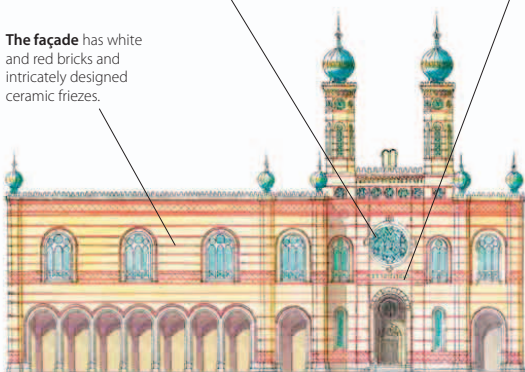 The façade has white
and red bricks and
intricately designed
ceramic friezes.